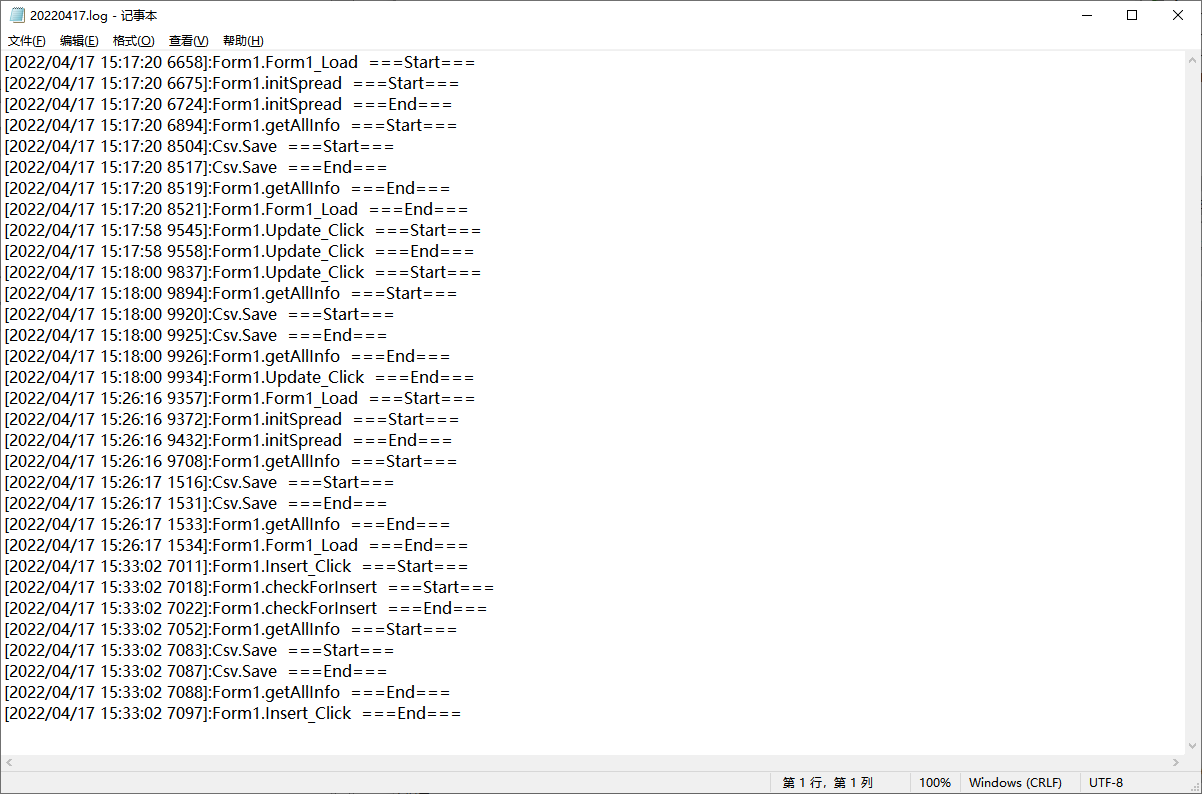 20220417.log - 记事本
文件(F) 编辑(E) 格式(O) 查看(V) 帮助(H)
[2022/04/17 15:17:20 6658]:Form1.Form1_Load  ===Start===
[2022/04/17 15:17:20 6675]:Form1.initSpread  ===Start===
[2022/04/17 15:17:20 6724]:Form1.initSpread  ===End===
[2022/04/17 15:17:20 6894]:Form1.getAllInfo  ===Start===
[2022/04/17 15:17:20 8504]:Csv.Save  ===Start===
[2022/04/17 15:17:20 8517]:Csv.Save  ===End===
[2022/04/17 15:17:20 8519]:Form1.getAllInfo  ===End===
[2022/04/17 15:17:20 8521]:Form1.Form1_Load  ===End===
[2022/04/17 15:17:58 9545]:Form1.Update_Click  ===Start===
[2022/04/17 15:17:58 9558]:Form1.Update_Click  ===End===
[2022/04/17 15:18:00 9837]:Form1.Update_Click  ===Start===
[2022/04/17 15:18:00 9894]:Form1.getAllInfo  ===Start===
[2022/04/17 15:18:00 9920]:Csv.Save  ===Start===
[2022/04/17 15:18:00 9925]:Csv.Save  ===End===
[2022/04/17 15:18:00 9926]:Form1.getAllInfo  ===End===
[2022/04/17 15:18:00 9934]:Form1.Update_Click  ===End===
[2022/04/17 15:26:16 9357]:Form1.Form1_Load  ===Start===
[2022/04/17 15:26:16 9372]:Form1.initSpread  ===Start===
[2022/04/17 15:26:16 9432]:Form1.initSpread  ===End===
[2022/04/17 15:26:16 9708]:Form1.getAllInfo  ===Start===
[2022/04/17 15:26:17 1516]:Csv.Save  ===Start===
[2022/04/17 15:26:17 1531]:Csv.Save  ===End===
[2022/04/17 15:26:17 1533]:Form1.getAllInfo  ===End===
[2022/04/17 15:26:17 1534]:Form1.Form1_Load  ===End===
[2022/04/17 15:33:02 7011]:Form1.Insert_Click  ===Start===
[2022/04/17 15:33:02 7018]:Form1.checkForInsert  ===Start===
[2022/04/17 15:33:02 7022]:Form1.checkForInsert  ===End===
[2022/04/17 15:33:02 7052]:Form1.getAllInfo  ===Start===
[2022/04/17 15:33:02 7083]:Csv.Save  ===Start===
[2022/04/17 15:33:02 7087]:Csv.Save  ===End===
[2022/04/17 15:33:02 7088]:Form1.getAllInfo  ===End===
[2022/04/17 15:33:02 7097]:Form1.Insert_Click  ===End===
第 1 行，第 1 列 100% Windows (CRLF) UTF-8